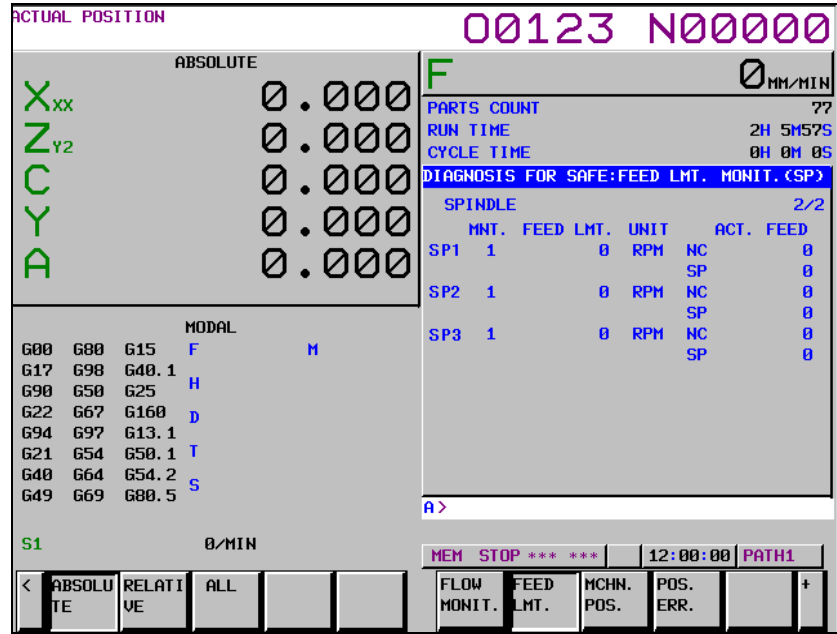 ACTUAL POSITION
O0123 N00000
ABSOLUTE
X XX 0.000
Z Y2 0.000
C 0.000
Y 0.000
A 0.000
F 0 MM/MIN
PARTS COUNT 77
RUN TIME 2H 5M57S
CYCLE TIME 0H 0M 0S
DIAGNOSIS FOR SAFE:FEED LMT. MONIT.(SP)
SPINDLE 2/2
MNT. FEED LMT. UNIT ACT. FEED
SP1 1 0 RPM NC 0
SP 0
SP2 1 0 RPM NC 0
SP 0
SP3 1 0 RPM NC 0
SP 0
MODAL
G00 G80 G15 F M
G17 G98 G40.1
G90 G50 G25 H
G22 G67 G160 D
G94 G97 G13.1
G21 G54 G50.1 T
G40 G64 G54.2 S
G49 G69 G80.5
S1 0/MIN
A>
MEM STOP *** *** 12:00:00 PATH1
< ABSOLU RELATI ALL
TE VE
FLOW FEED MCHN. POS. +
MONIT. LMT. POS. ERR.